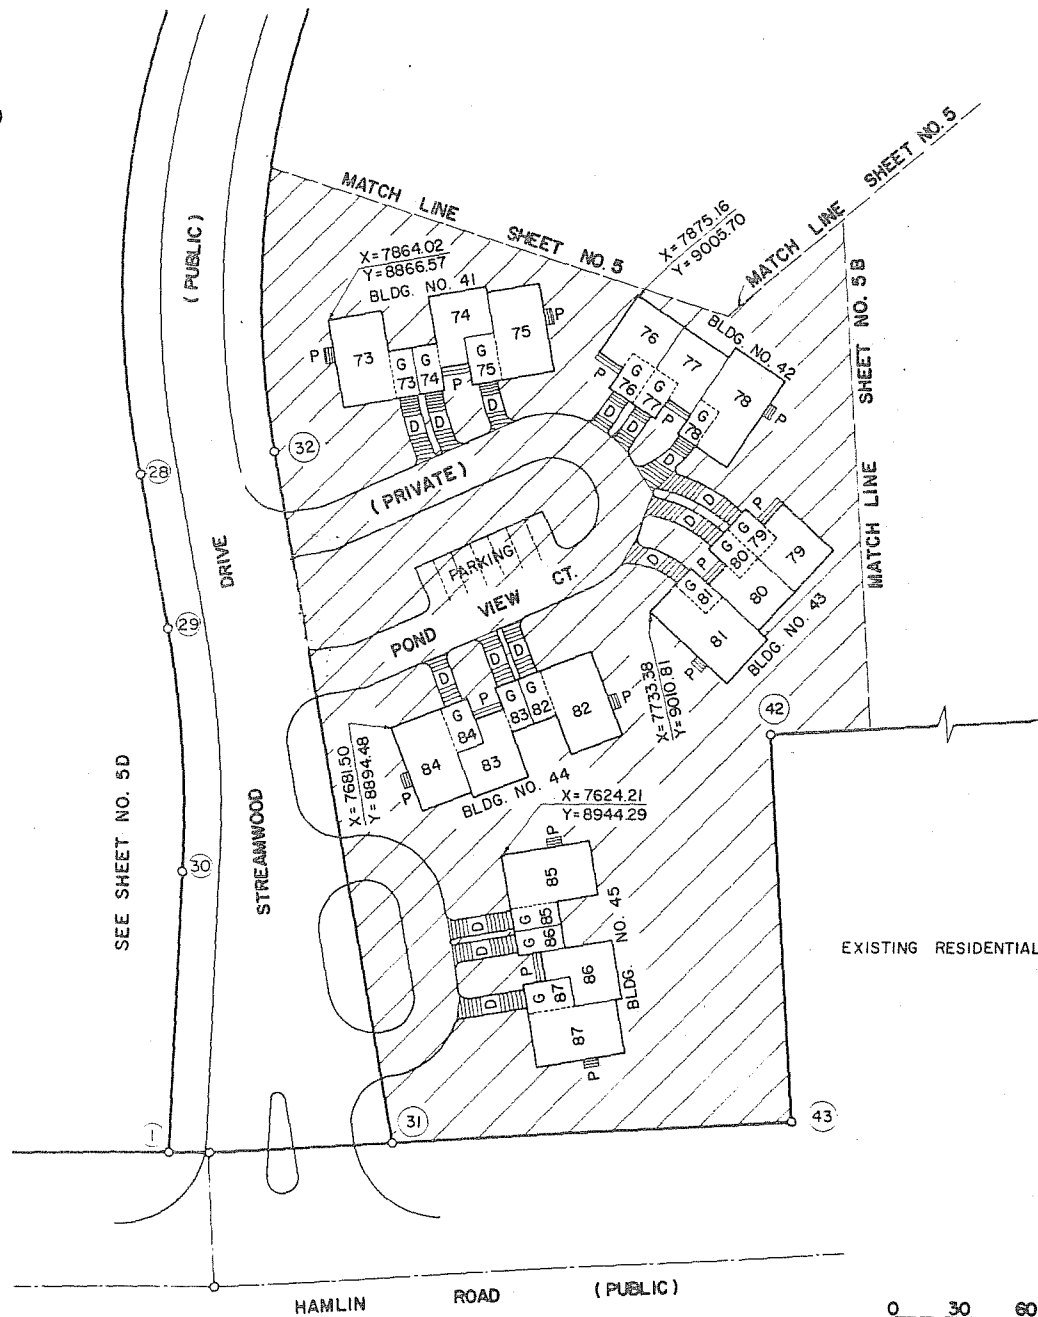 MATCH LINE SHEET NO. 5
MATCH LINE SHEET NO. 5
MATCH LINE SHEET NO. 5B
(PUBLIC)
X=7864.02
Y=8866.57
BLDG. NO. 41
X=7875.16
Y=9005.70
BLDG. NO. 42
P
73
74
75
P
G
73
G
74
P
G
75
D
D
D
76
77
78
P
G
76
G
77
P
G
78
P
D
D
D
32
28
(PRIVATE)
DRIVE
PARKING
POND VIEW CT.
D
D
D
P
G
79
G
80
P
G
81
79
80
81
P
BLDG. NO. 43
X=7733.38
Y=9010.81
29
42
D
D
D
G
84
P
G
83
G
82
84
83
82
P
P
X=7681.50
Y=8894.48
BLDG. NO. 44
X=7624.21
Y=8944.29
SEE SHEET NO. 5D
STREAMWOOD
30
P
85
D
G
85
D
G
86
P
86
D
G
87
87
P
BLDG. NO. 45
EXISTING RESIDENTIAL
1
31
43
HAMLIN ROAD (PUBLIC)
0 30 60